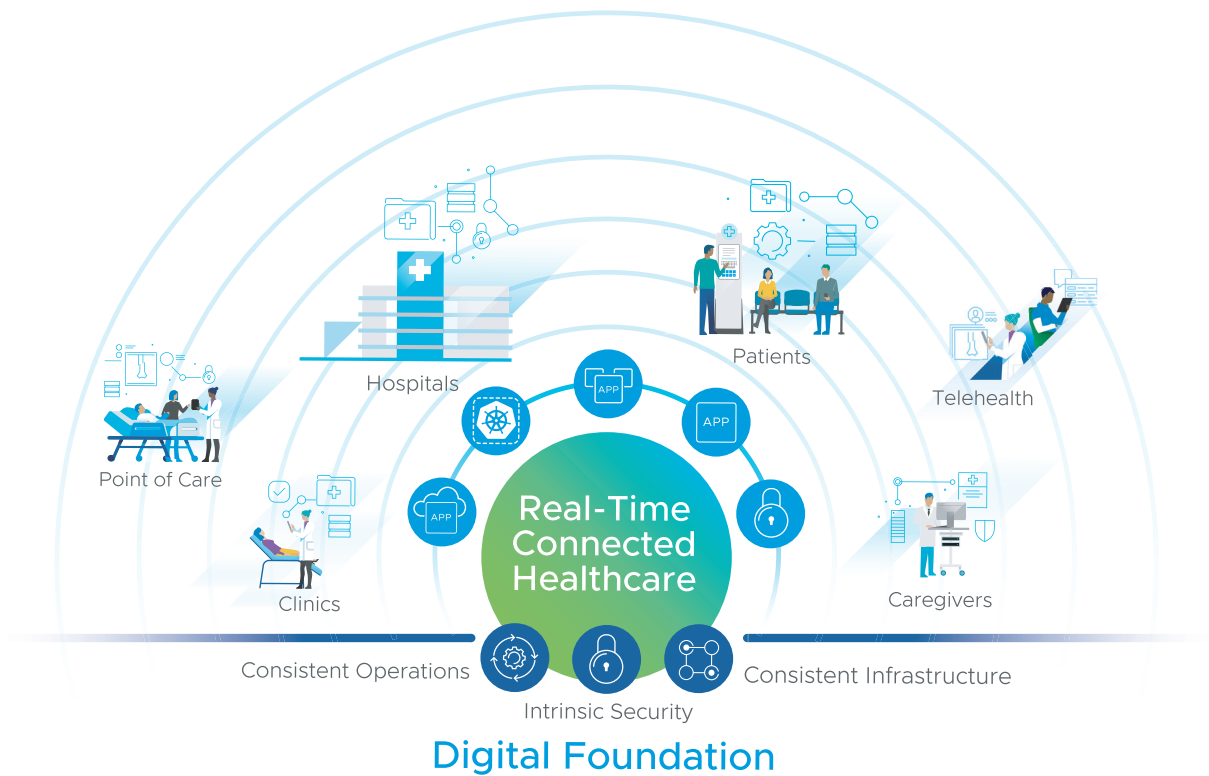 Hospitals
Patients
Telehealth
Point of Care
Clinics
Caregivers
APP
APP
APP
Real-Time
Connected
Healthcare
Consistent Operations
Intrinsic Security
Consistent Infrastructure
Digital Foundation